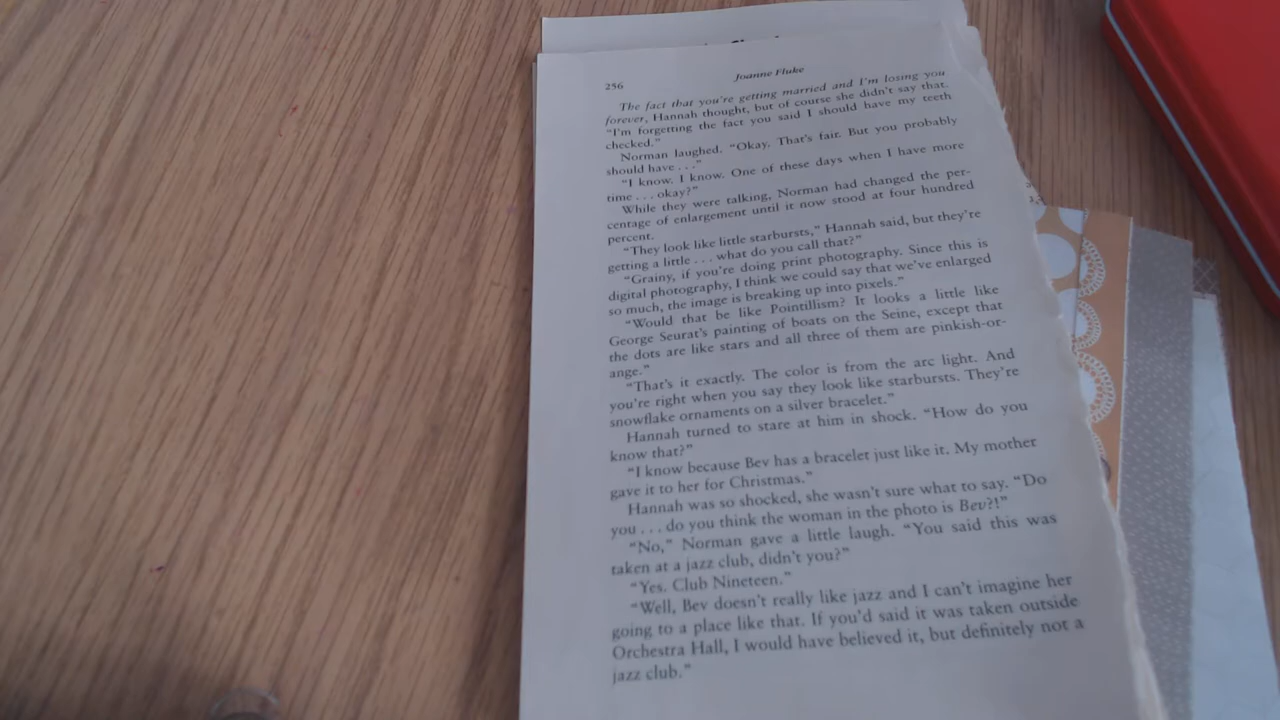 256
Joanne Fluke
The fact that you're getting married and I'm losing you
forever, Hannah thought, but of course she didn't say that.
"I'm forgetting the fact you said I should have my teeth
checked."
Norman laughed. "Okay. That's fair. But you probably
should have . . ."
"I know. I know. One of these days when I have more
time . . . okay?"
While they were talking, Norman had changed the per-
centage of enlargement until it now stood at four hundred
percent.
"They look like little starbursts," Hannah said, but they're
getting a little . . . what do you call that?"
"Grainy, if you're doing print photography. Since this is
digital photography, I think we could say that we've enlarged
so much, the image is breaking up into pixels."
"Would that be like Pointillism? It looks a little like
George Seurat's painting of boats on the Seine, except that
the dots are like stars and all three of them are pinkish-or-
ange."
"That's it exactly. The color is from the arc light. And
you're right when you say they look like starbursts. They're
snowflake ornaments on a silver bracelet."
Hannah turned to stare at him in shock. "How do you
know that?"
"I know because Bev has a bracelet just like it. My mother
gave it to her for Christmas."
Hannah was so shocked, she wasn't sure what to say. "Do
you . . . do you think the woman in the photo is Bev?!"
"No," Norman gave a little laugh. "You said this was
taken at a jazz club, didn't you?"
"Yes. Club Nineteen."
"Well, Bev doesn't really like jazz and I can't imagine her
going to a place like that. If you'd said it was taken outside
Orchestra Hall, I would have believed it, but definitely not a
jazz club."